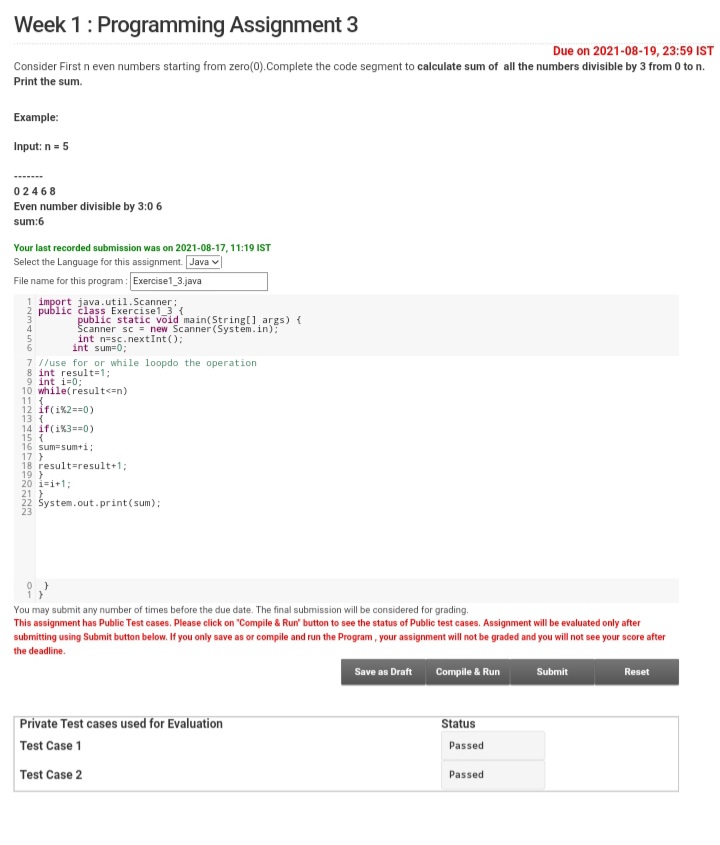 Week 1 : Programming Assignment 3
Due on 2021-08-19, 23:59 IST
Consider First n even numbers starting from zero(0).Complete the code segment to calculate sum of all the numbers divisible by 3 from 0 to n.
Print the sum.
Example:
Input: n = 5
-------
0 2 4 6 8
Even number divisible by 3:0 6
sum:6
Your last recorded submission was on 2021-08-17, 11:19 IST
Select the Language for this assignment. Java
File name for this program : Exercise1_3.java
1 import java.util.Scanner;
2 public class Exercise1_3 {
3 public static void main(String[] args) {
4 Scanner sc = new Scanner(System.in);
5 int n=sc.nextInt();
6 int sum=0;
7 //use for or while loopdo the operation
8 int result=1;
9 int i=0;
10 while(result<=n)
11 {
12 if(i%2==0)
13 {
14 if(i%3==0)
15 {
16 sum=sum+i;
17 }
18 result=result+1;
19 }
20 i=i+1;
21 }
22 System.out.print(sum);
23
0 }
1 }
You may submit any number of times before the due date. The final submission will be considered for grading.
This assignment has Public Test cases. Please click on "Compile & Run" button to see the status of Public test cases. Assignment will be evaluated only after
submitting using Submit button below. If you only save as or compile and run the Program , your assignment will not be graded and you will not see your score after
the deadline.
Save as Draft Compile & Run Submit Reset
Private Test cases used for Evaluation Status
Test Case 1 Passed
Test Case 2 Passed